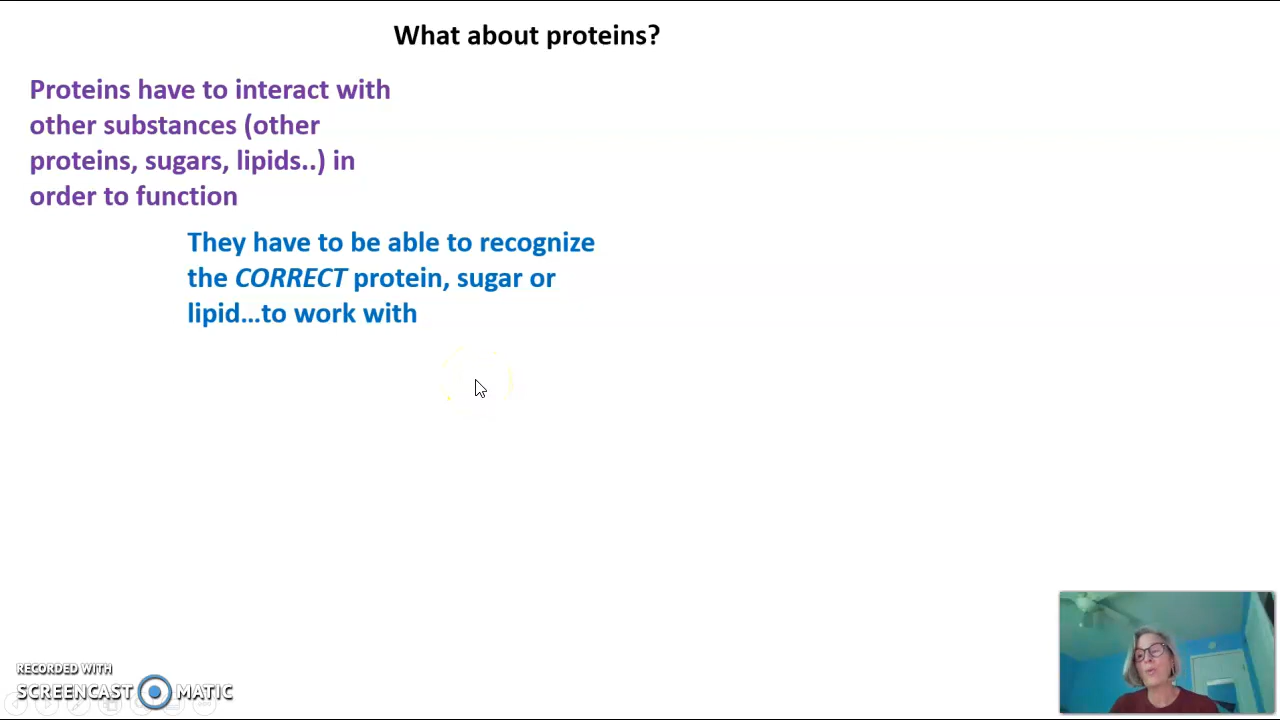 What about proteins?
Proteins have to interact with
other substances (other
proteins, sugars, lipids..) in
order to function
They have to be able to recognize
the CORRECT protein, sugar or
lipid...to work with
RECORDED WITH
SCREENCAST MATIC